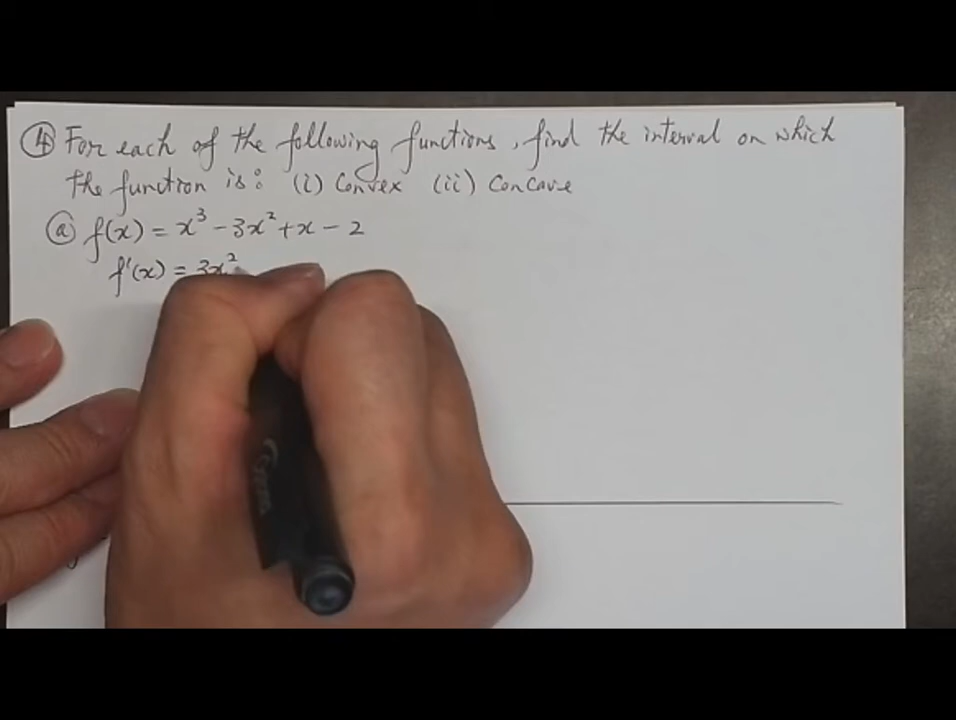 ④ For each of the following functions, find the interval on which
the function is: (i) Convex (ii) Concave
ⓐ f(x) = x³ - 3x² + x - 2
f'(x) = 3x²